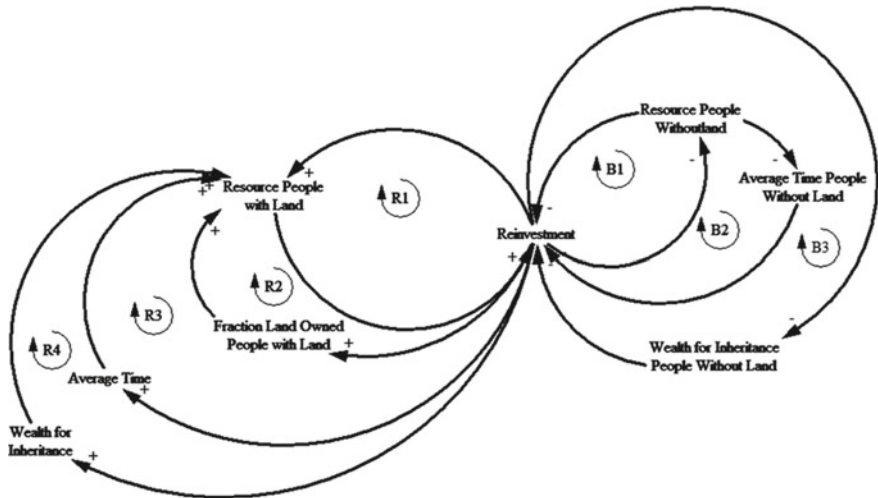 Resource People
Withoutland
-
-
-
+
+
+
B1
Average Time People
Without Land
Resource People
with Land
R1
-
B2
Reinvestment
B3
+
+
-
R2
R3
Fraction Land Owned
People with Land
-
+
Wealth for Inheritance
People Without Land
R4
Average Time
+
Wealth for
Inheritance
+